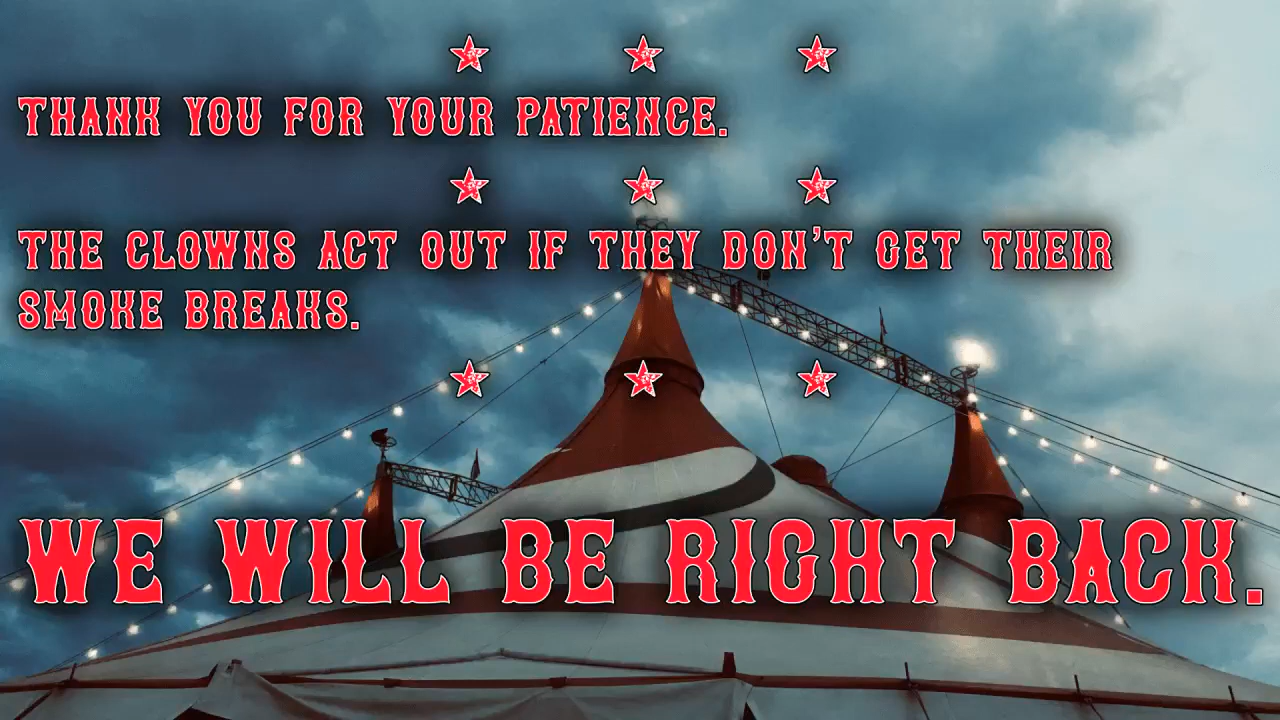 THANK YOU FOR YOUR PATIENCE.
THE CLOWNS ACT OUT IF THEY DON'T GET THEIR
SMOKE BREAKS.
WE WILL BE RIGHT BACK.